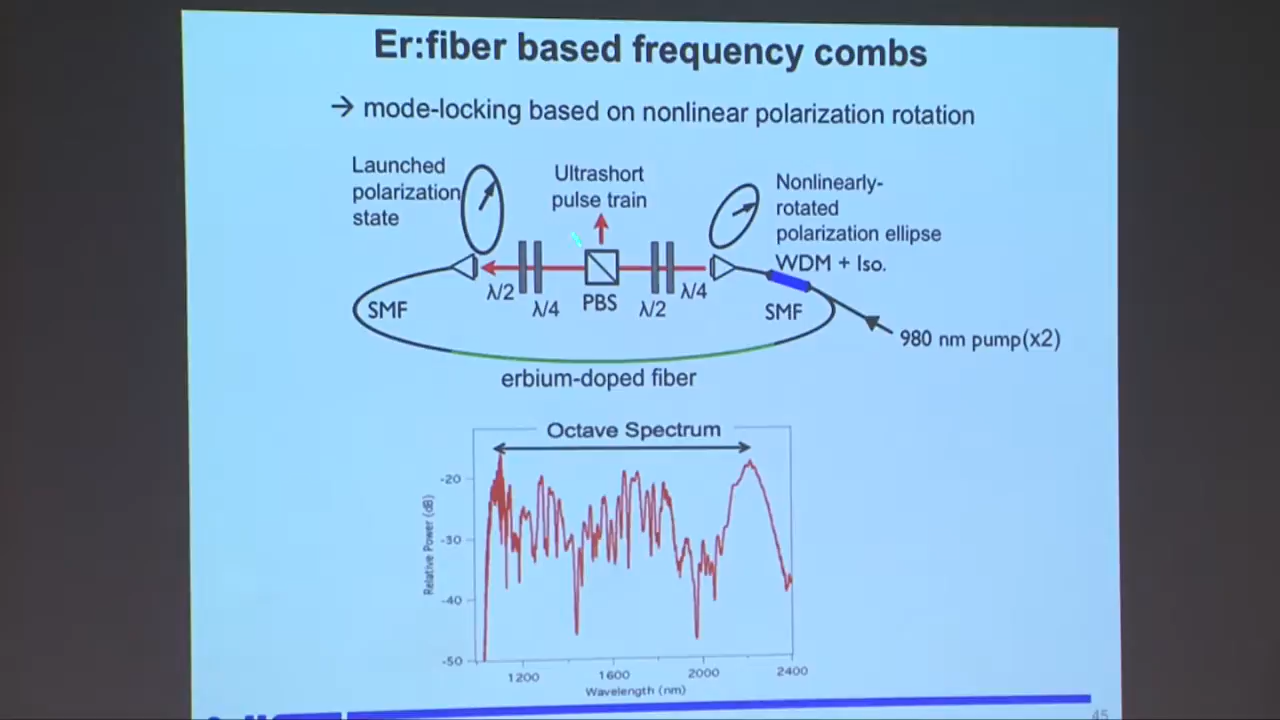 Er:fiber based frequency combs
→ mode-locking based on nonlinear polarization rotation
Launched
polarization
state
Ultrashort
pulse train
Nonlinearly-
rotated
polarization ellipse
WDM + Iso.
λ/2
λ/4
PBS
λ/2
λ/4
SMF
SMF
980 nm pump(x2)
erbium-doped fiber
Octave Spectrum
Relative Power (dB)
-20
-30
-40
-50
1200
1600
2000
2400
Wavelength (nm)
45